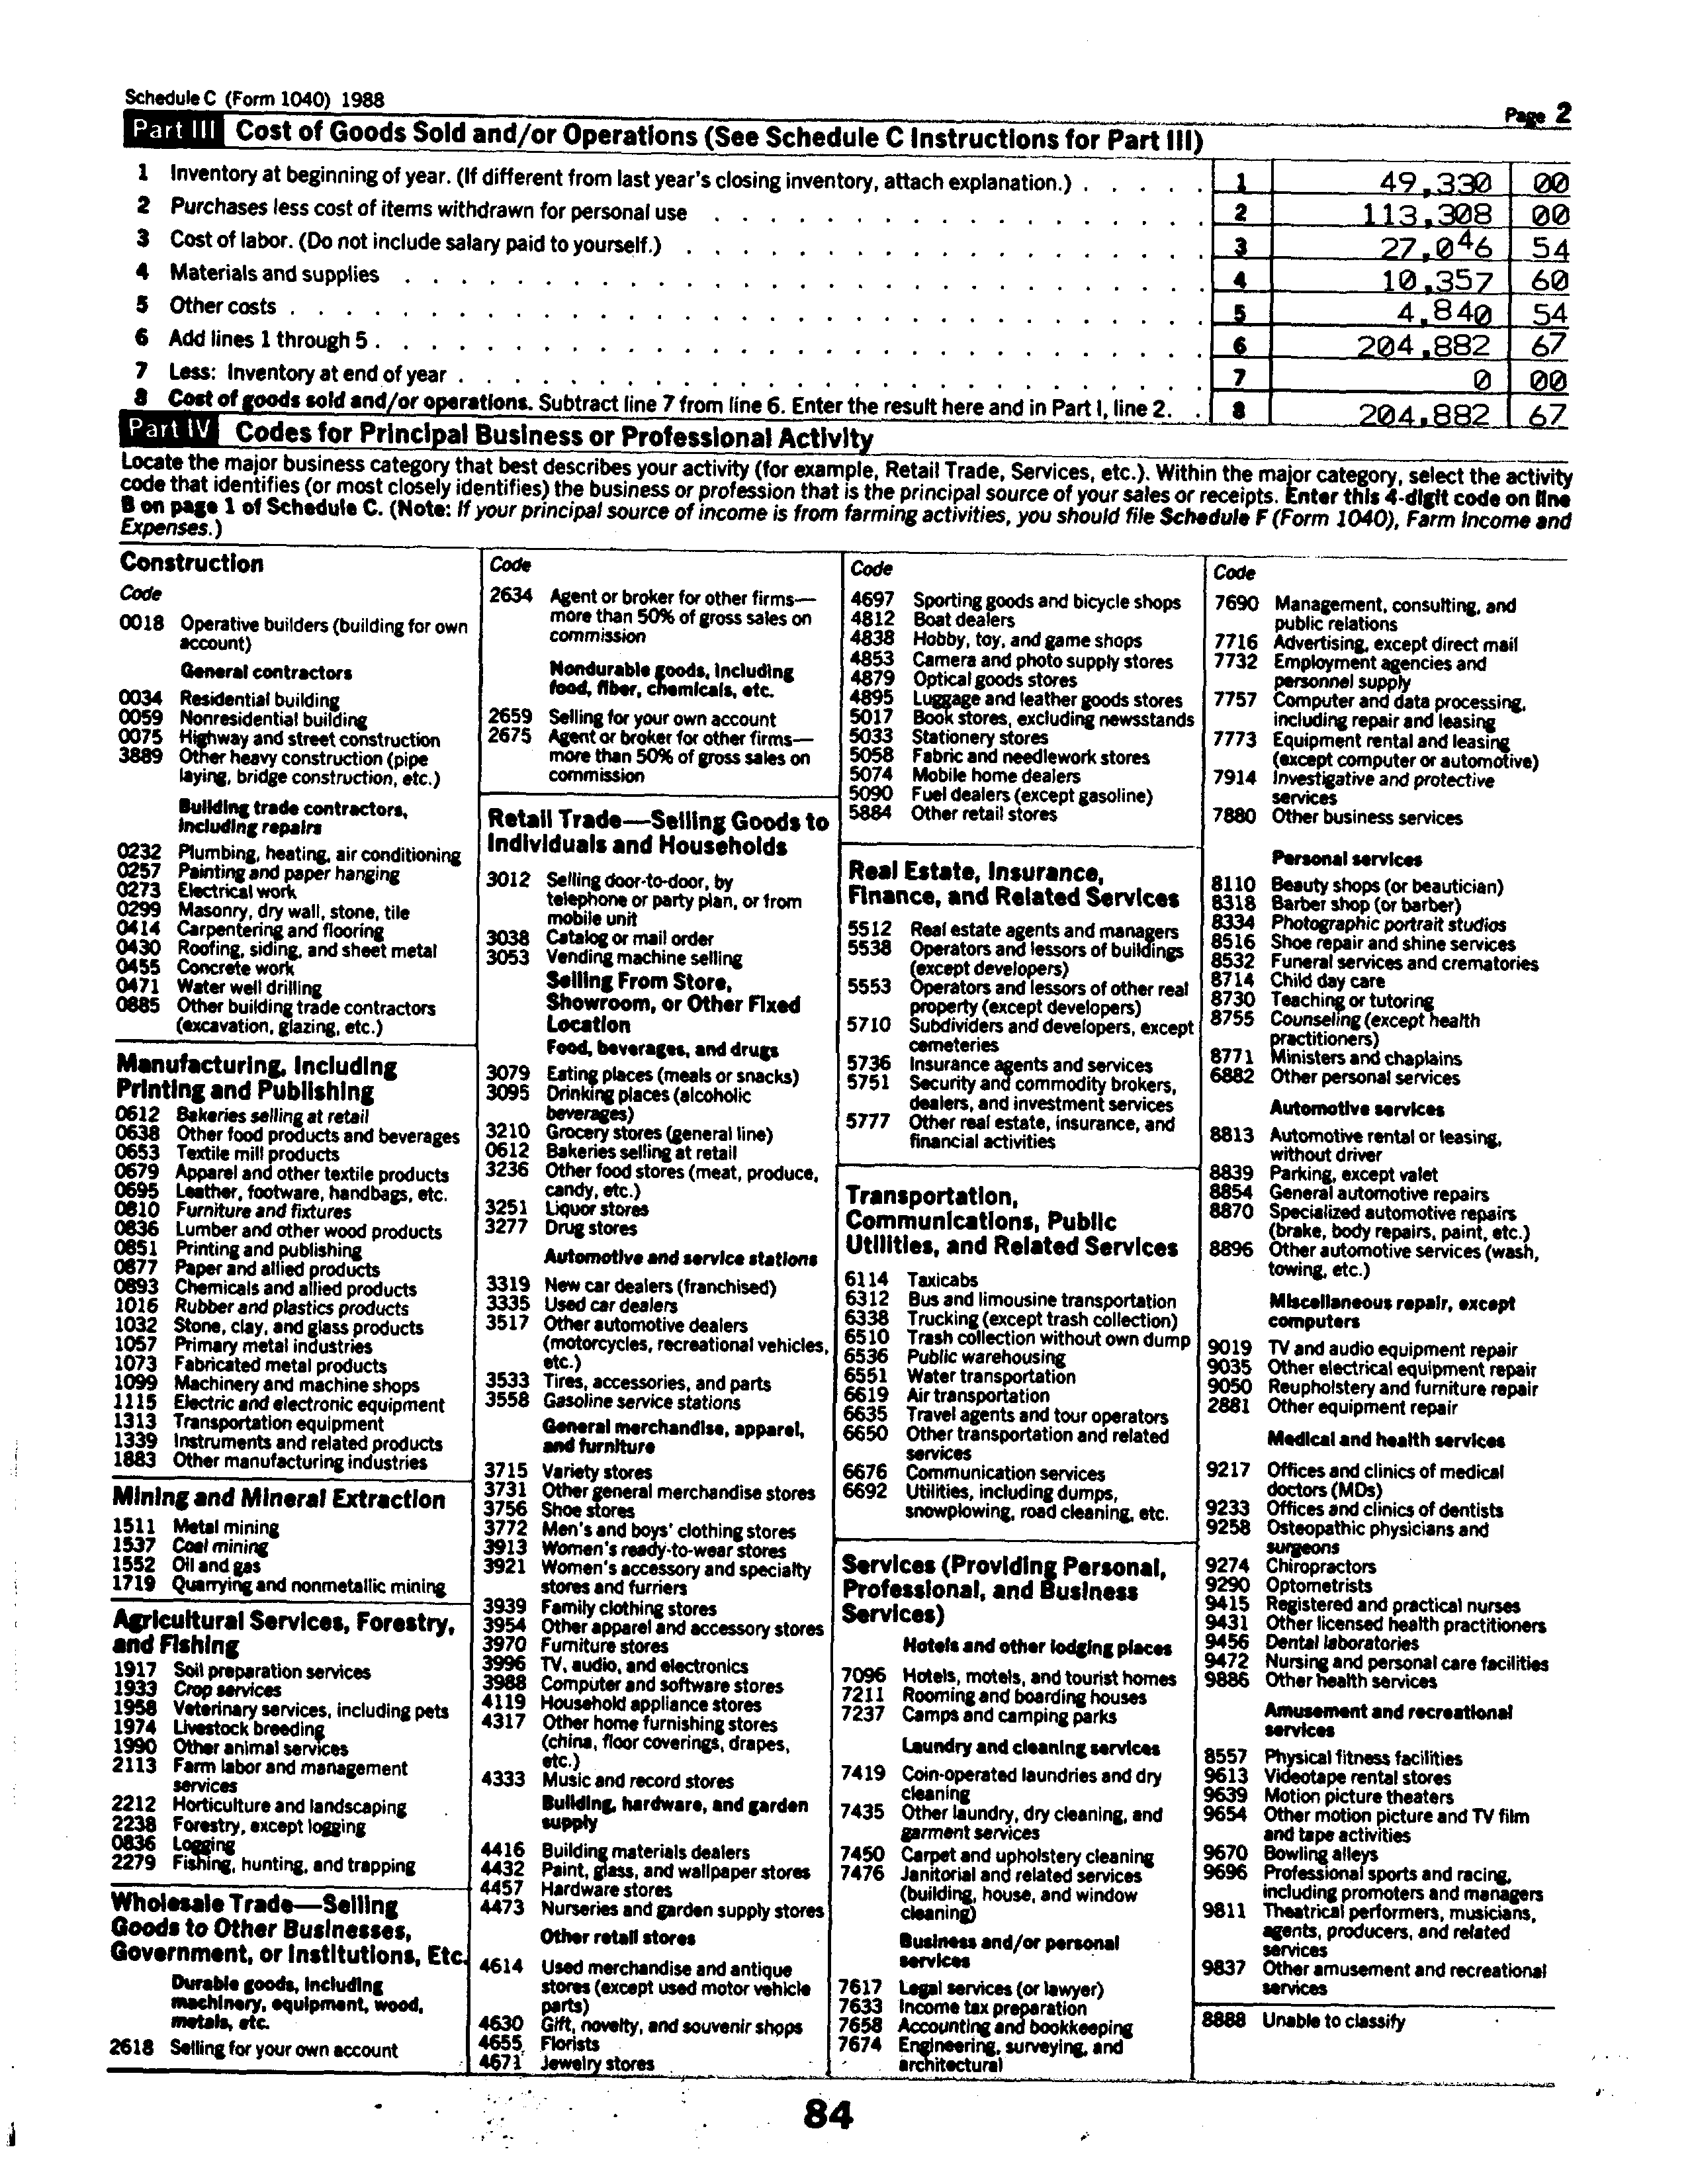 Schedule C (Form 1040) 1988
Page 2
Part III Cost of Goods Sold and/or Operations (See Schedule C Instructions for Part III)
1 Inventory at beginning of year. (If different from last year's closing inventory, attach explanation.) . . . . . 1 49,330 00
2 Purchases less cost of items withdrawn for personal use 2 113,308 00
3 Cost of labor. (Do not include salary paid to yourself.) 3 27,046 54
4 Materials and supplies 4 10,357 60
5 Other costs 5 4,840 54
6 Add lines 1 through 5 6 204,882 67
7 Less: Inventory at end of year 7 0 00
8 Cost of goods sold and/or operations. Subtract line 7 from line 6. Enter the result here and in Part I, line 2. 8 204,882 67
Part IV Codes for Principal Business or Professional Activity
Locate the major business category that best describes your activity (for example, Retail Trade, Services, etc.). Within the major category, select the activity
code that identifies (or most closely identifies) the business or profession that is the principal source of your sales or receipts. Enter this 4-digit code on line
B on page 1 of Schedule C. (Note: If your principal source of income is from farming activities, you should file Schedule F (Form 1040), Farm Income and
Expenses.)
Construction
Code
0018 Operative builders (building for own
account)
General contractors
0034 Residential building
0059 Nonresidential building
0075 Highway and street construction
3889 Other heavy construction (pipe
laying, bridge construction, etc.)
Building trade contractors,
including repairs
0232 Plumbing, heating, air conditioning
0257 Painting and paper hanging
0273 Electrical work
0299 Masonry, dry wall, stone, tile
0414 Carpentering and flooring
0430 Roofing, siding, and sheet metal
0455 Concrete work
0471 Water well drilling
0885 Other building trade contractors
(excavation, glazing, etc.)
Manufacturing, Including
Printing and Publishing
0612 Bakeries selling at retail
0638 Other food products and beverages
0653 Textile mill products
0679 Apparel and other textile products
0695 Leather, footware, handbags, etc.
0810 Furniture and fixtures
0836 Lumber and other wood products
0851 Printing and publishing
0877 Paper and allied products
0893 Chemicals and allied products
1016 Rubber and plastics products
1032 Stone, clay, and glass products
1057 Primary metal industries
1073 Fabricated metal products
1099 Machinery and machine shops
1115 Electric and electronic equipment
1313 Transportation equipment
1339 Instruments and related products
1883 Other manufacturing industries
Mining and Mineral Extraction
1511 Metal mining
1537 Coal mining
1552 Oil and gas
1719 Quarrying and nonmetallic mining
Agricultural Services, Forestry,
and Fishing
1917 Soil preparation services
1933 Crop services
1958 Veterinary services, including pets
1974 Livestock breeding
1990 Other animal services
2113 Farm labor and management
services
2212 Horticulture and landscaping
2238 Forestry, except logging
0836 Logging
2279 Fishing, hunting, and trapping
Wholesale Trade—Selling
Goods to Other Businesses,
Government, or Institutions, Etc.
Durable goods, including
machinery, equipment, wood,
metals, etc.
2618 Selling for your own account
Code
2634 Agent or broker for other firms—
more than 50% of gross sales on
commission
Nondurable goods, including
food, fiber, chemicals, etc.
2659 Selling for your own account
2675 Agent or broker for other firms—
more than 50% of gross sales on
commission
Retail Trade—Selling Goods to
Individuals and Households
3012 Selling door-to-door, by
telephone or party plan, or from
mobile unit
3038 Catalog or mail order
3053 Vending machine selling
Selling From Store,
Showroom, or Other Fixed
Location
Food, beverages, and drugs
3079 Eating places (meals or snacks)
3095 Drinking places (alcoholic
beverages)
3210 Grocery stores (general line)
0612 Bakeries selling at retail
3236 Other food stores (meat, produce,
candy, etc.)
3251 Liquor stores
3277 Drug stores
Automotive and service stations
3319 New car dealers (franchised)
3335 Used car dealers
3517 Other automotive dealers
(motorcycles, recreational vehicles,
etc.)
3533 Tires, accessories, and parts
3558 Gasoline service stations
General merchandise, apparel,
and furniture
3715 Variety stores
3731 Other general merchandise stores
3756 Shoe stores
3772 Men's and boys' clothing stores
3913 Women's ready-to-wear stores
3921 Women's accessory and specialty
stores and furriers
3939 Family clothing stores
3954 Other apparel and accessory stores
3970 Furniture stores
3996 TV, audio, and electronics
3988 Computer and software stores
4119 Household appliance stores
4317 Other home furnishing stores
(china, floor coverings, drapes,
etc.)
4333 Music and record stores
Building, hardware, and garden
supply
4416 Building materials dealers
4432 Paint, glass, and wallpaper stores
4457 Hardware stores
4473 Nurseries and garden supply stores
Other retail stores
4614 Used merchandise and antique
stores (except used motor vehicle
parts)
4630 Gift, novelty, and souvenir shops
4655 Florists
4671 Jewelry stores
Code
4697 Sporting goods and bicycle shops
4812 Boat dealers
4838 Hobby, toy, and game shops
4853 Camera and photo supply stores
4879 Optical goods stores
4895 Luggage and leather goods stores
5017 Book stores, excluding newsstands
5033 Stationery stores
5058 Fabric and needlework stores
5074 Mobile home dealers
5090 Fuel dealers (except gasoline)
5884 Other retail stores
Real Estate, Insurance,
Finance, and Related Services
5512 Real estate agents and managers
5538 Operators and lessors of buildings
(except developers)
5553 Operators and lessors of other real
property (except developers)
5710 Subdividers and developers, except
cemeteries
5736 Insurance agents and services
5751 Security and commodity brokers,
dealers, and investment services
5777 Other real estate, insurance, and
financial activities
Transportation,
Communications, Public
Utilities, and Related Services
6114 Taxicabs
6312 Bus and limousine transportation
6338 Trucking (except trash collection)
6510 Trash collection without own dump
6536 Public warehousing
6551 Water transportation
6619 Air transportation
6635 Travel agents and tour operators
6650 Other transportation and related
services
6676 Communication services
6692 Utilities, including dumps,
snowplowing, road cleaning, etc.
Services (Providing Personal,
Professional, and Business
Services)
Hotels and other lodging places
7096 Hotels, motels, and tourist homes
7211 Rooming and boarding houses
7237 Camps and camping parks
Laundry and cleaning services
7419 Coin-operated laundries and dry
cleaning
7435 Other laundry, dry cleaning, and
garment services
7450 Carpet and upholstery cleaning
7476 Janitorial and related services
(building, house, and window
cleaning)
Business and/or personal
services
7617 Legal services (or lawyer)
7633 Income tax preparation
7658 Accounting and bookkeeping
7674 Engineering, surveying, and
architectural
Code
7690 Management, consulting, and
public relations
7716 Advertising, except direct mail
7732 Employment agencies and
personnel supply
7757 Computer and data processing,
including repair and leasing
7773 Equipment rental and leasing
(except computer or automotive)
7914 Investigative and protective
services
7880 Other business services
Personal services
8110 Beauty shops (or beautician)
8318 Barber shop (or barber)
8334 Photographic portrait studios
8516 Shoe repair and shine services
8532 Funeral services and crematories
8714 Child day care
8730 Teaching or tutoring
8755 Counseling (except health
practitioners)
8771 Ministers and chaplains
6882 Other personal services
Automotive services
8813 Automotive rental or leasing,
without driver
8839 Parking, except valet
8854 General automotive repairs
8870 Specialized automotive repairs
(brake, body repairs, paint, etc.)
8896 Other automotive services (wash,
towing, etc.)
Miscellaneous repair, except
computers
9019 TV and audio equipment repair
9035 Other electrical equipment repair
9050 Reupholstery and furniture repair
2881 Other equipment repair
Medical and health services
9217 Offices and clinics of medical
doctors (MDs)
9233 Offices and clinics of dentists
9258 Osteopathic physicians and
surgeons
9274 Chiropractors
9290 Optometrists
9415 Registered and practical nurses
9431 Other licensed health practitioners
9456 Dental laboratories
9472 Nursing and personal care facilities
9886 Other health services
Amusement and recreational
services
8557 Physical fitness facilities
9613 Videotape rental stores
9639 Motion picture theaters
9654 Other motion picture and TV film
and tape activities
9670 Bowling alleys
9696 Professional sports and racing,
including promoters and managers
9811 Theatrical performers, musicians,
agents, producers, and related
services
9837 Other amusement and recreational
services
8888 Unable to classify
84